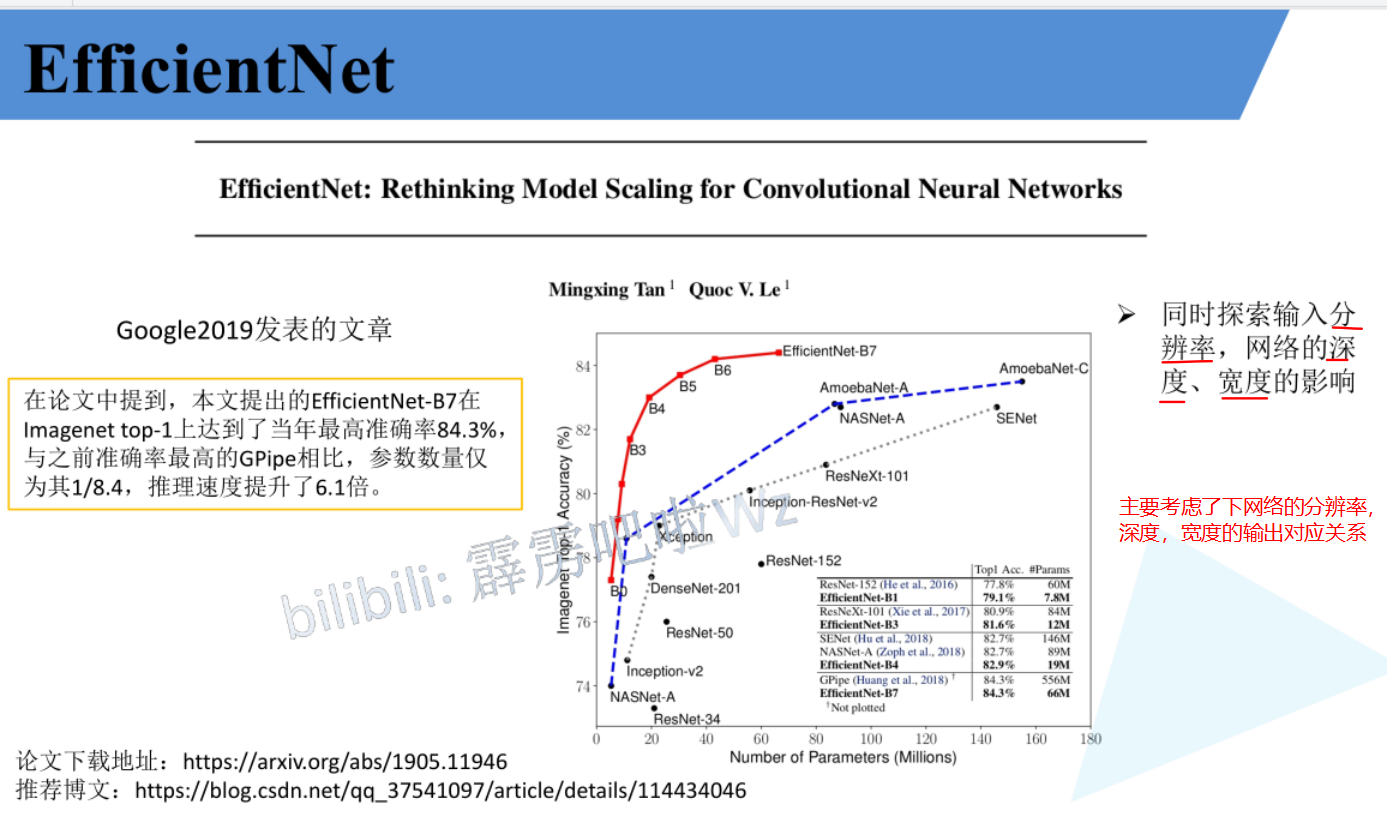 EfficientNet
EfficientNet: Rethinking Model Scaling for Convolutional Neural Networks
Mingxing Tan 1 Quoc V. Le 1
Google2019发表的文章
在论文中提到，本文提出的EfficientNet-B7在
Imagenet top-1上达到了当年最高准确率84.3%，
与之前准确率最高的GPipe相比，参数数量仅
为其1/8.4，推理速度提升了6.1倍。
➢ 同时探索输入分
辨率，网络的深
度、宽度的影响
主要考虑了下网络的分辨率，
深度，宽度的输出对应关系
Imagenet Top-1 Accuracy (%)
84
82
80
78
76
74
EfficientNet-B7
B6
B5
B4
B3
B0
AmoebaNet-C
AmoebaNet-A
NASNet-A
SENet
ResNeXt-101
Inception-ResNet-v2
Xception
ResNet-152
DenseNet-201
ResNet-50
Inception-v2
NASNet-A
ResNet-34
Top1 Acc. #Params
ResNet-152 (He et al., 2016) 77.8% 60M
EfficientNet-B1 79.1% 7.8M
ResNeXt-101 (Xie et al., 2017) 80.9% 84M
EfficientNet-B3 81.6% 12M
SENet (Hu et al., 2018) 82.7% 146M
NASNet-A (Zoph et al., 2018) 82.7% 89M
EfficientNet-B4 82.9% 19M
GPipe (Huang et al., 2018) † 84.3% 556M
EfficientNet-B7 84.3% 66M
†Not plotted
0 20 40 60 80 100 120 140 160 180
Number of Parameters (Millions)
bilibili: 霹雳吧啦Wz
论文下载地址：https://arxiv.org/abs/1905.11946
推荐博文：https://blog.csdn.net/qq_37541097/article/details/114434046